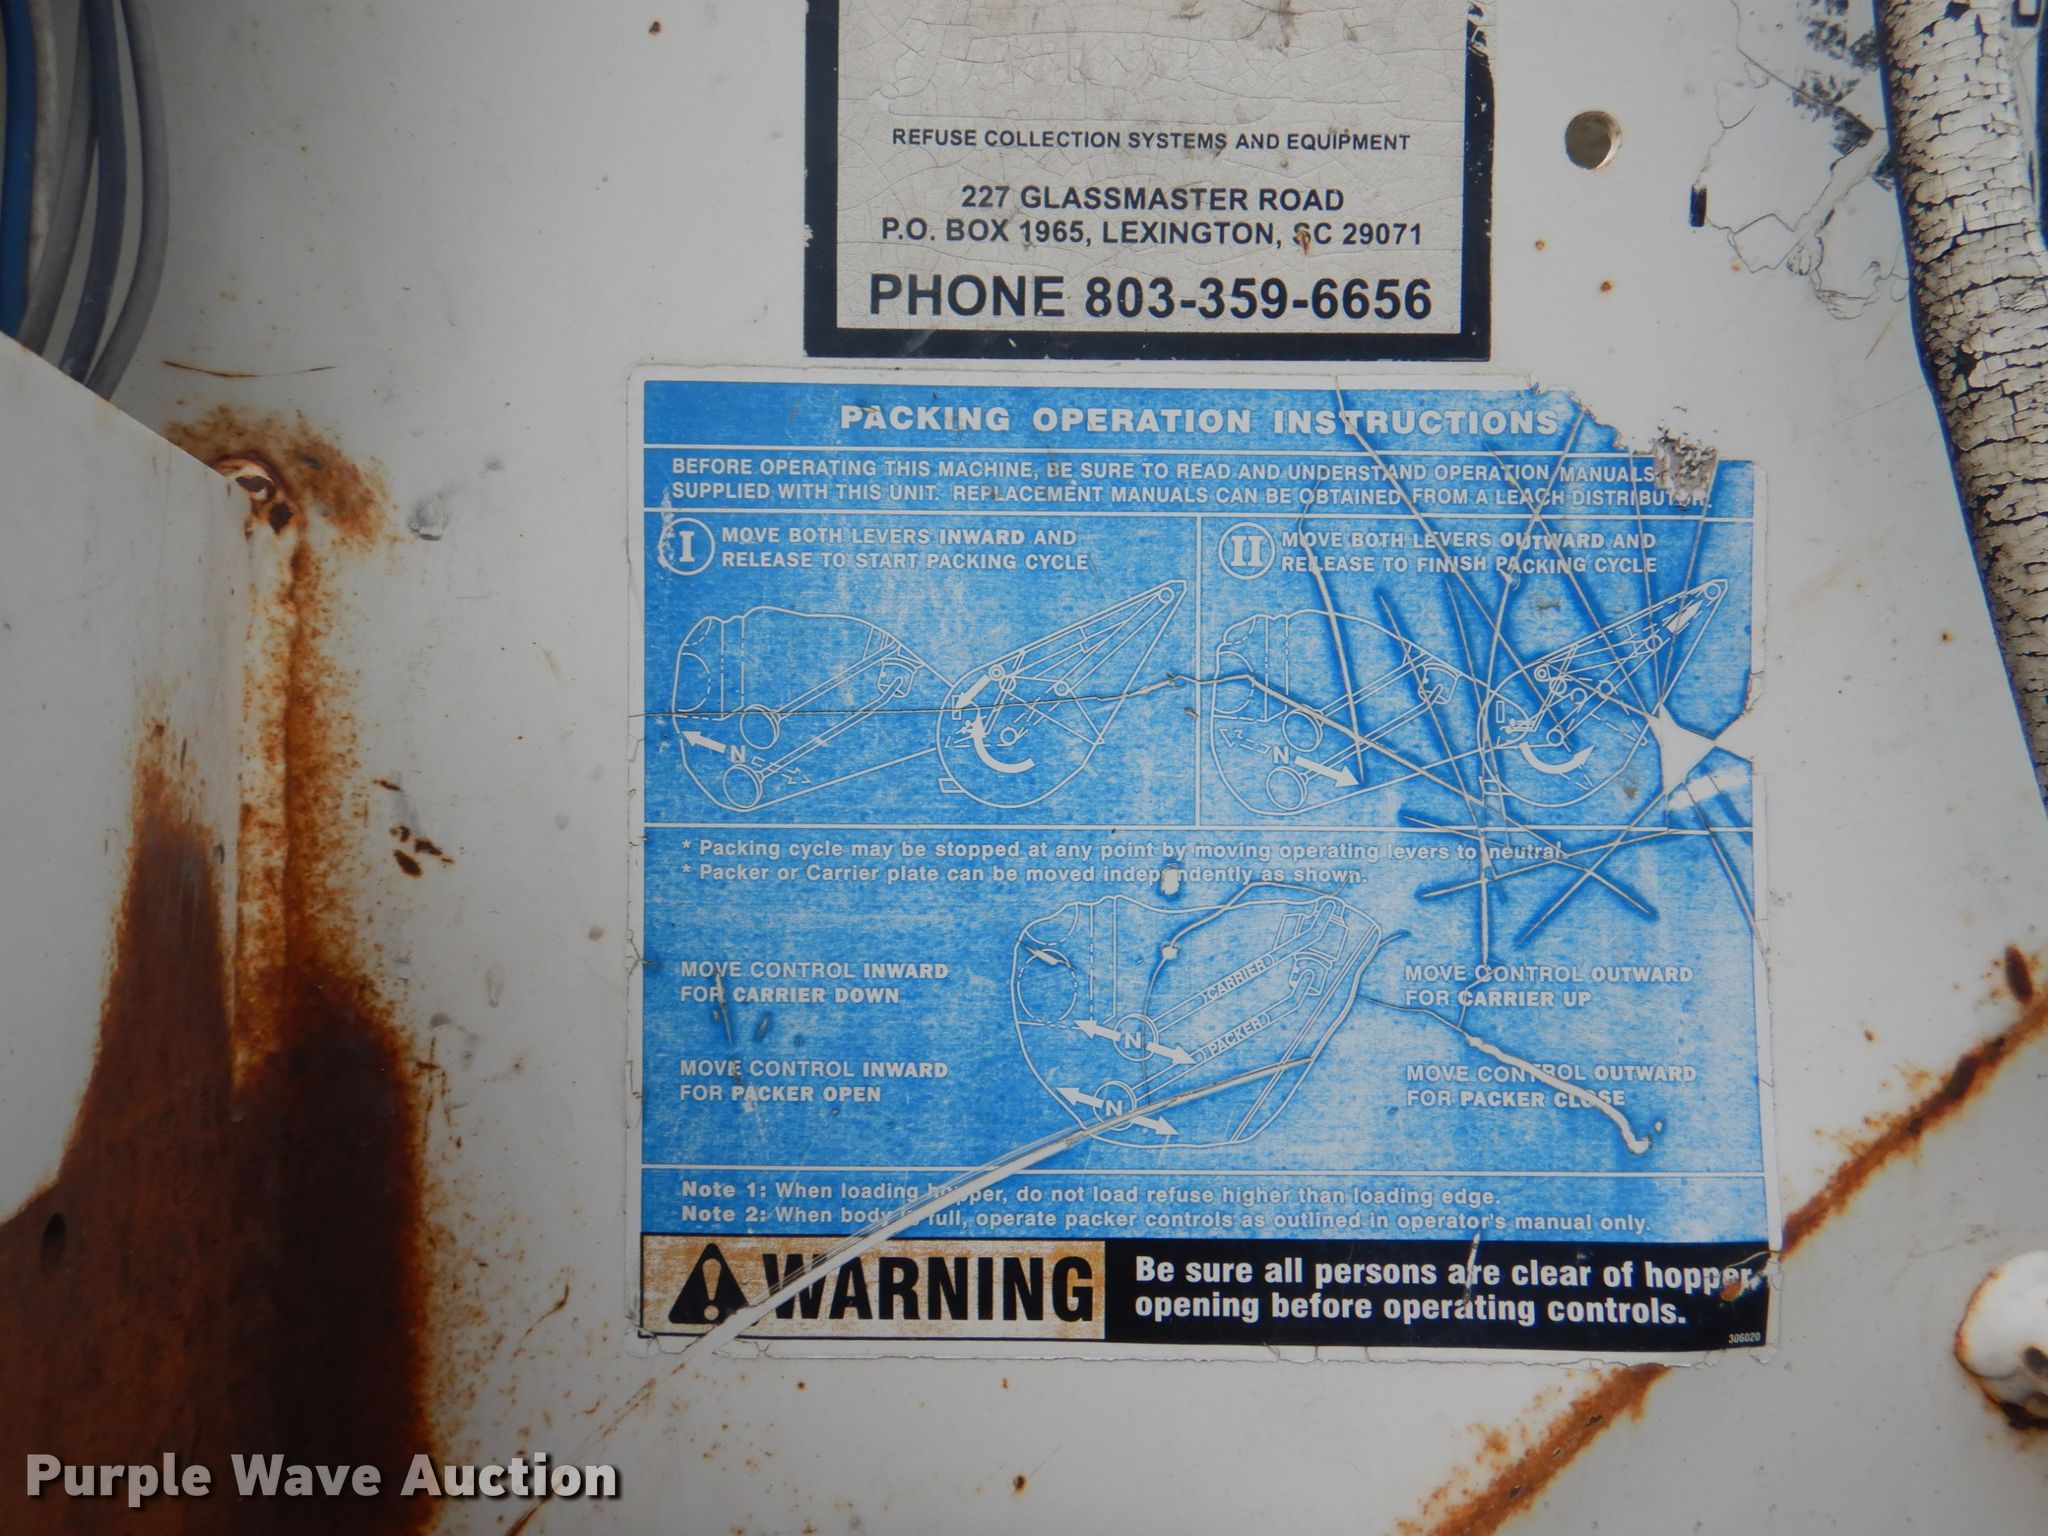 REFUSE COLLECTION SYSTEMS AND EQUIPMENT
227 GLASSMASTER ROAD
P.O. BOX 1965, LEXINGTON, SC 29071
PHONE 803-359-6656
PACKING OPERATION INSTRUCTIONS
BEFORE OPERATING THIS MACHINE, BE SURE TO READ AND UNDERSTAND OPERATION MANUALS
SUPPLIED WITH THIS UNIT. REPLACEMENT MANUALS CAN BE OBTAINED FROM A LEACH DISTRIBUTOR.
I MOVE BOTH LEVERS INWARD AND
RELEASE TO START PACKING CYCLE
II MOVE BOTH LEVERS OUTWARD AND
RELEASE TO FINISH PACKING CYCLE
N
N
* Packing cycle may be stopped at any point by moving operating levers to neutral.
* Packer or Carrier plate can be moved independently as shown.
MOVE CONTROL INWARD
FOR CARRIER DOWN
MOVE CONTROL OUTWARD
FOR CARRIER UP
CARRIER
N
PACKER
N
MOVE CONTROL INWARD
FOR PACKER OPEN
MOVE CONTROL OUTWARD
FOR PACKER CLOSE
Note 1: When loading hopper, do not load refuse higher than loading edge.
Note 2: When body is full, operate packer controls as outlined in operator's manual only.
WARNING
Be sure all persons are clear of hopper
opening before operating controls.
306020
Purple Wave Auction